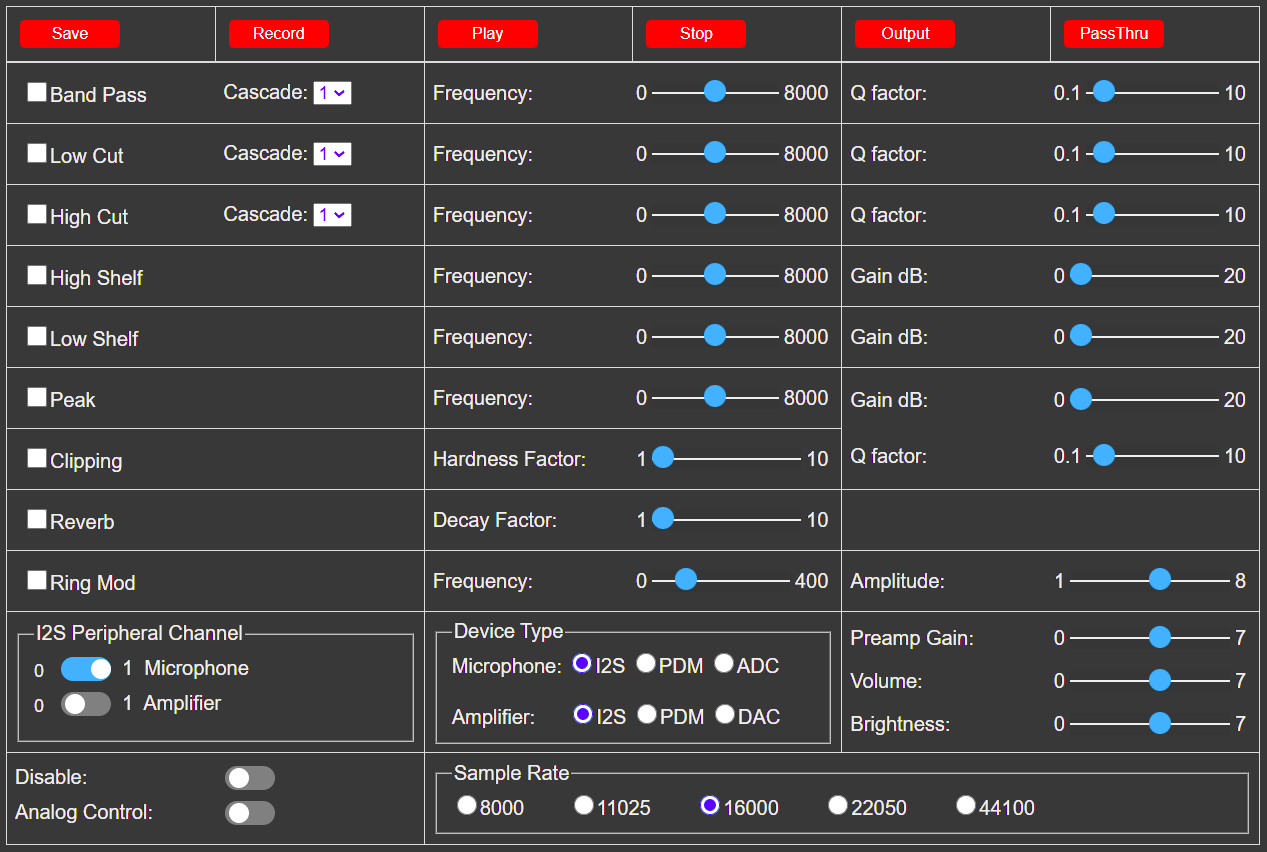 Save Record Play Stop Output PassThru
Band Pass Cascade: 1 Frequency: 0 8000 Q factor: 0.1 10
Low Cut Cascade: 1 Frequency: 0 8000 Q factor: 0.1 10
High Cut Cascade: 1 Frequency: 0 8000 Q factor: 0.1 10
High Shelf Frequency: 0 8000 Gain dB: 0 20
Low Shelf Frequency: 0 8000 Gain dB: 0 20
Peak Frequency: 0 8000 Gain dB: 0 20
Clipping Hardness Factor: 1 10 Q factor: 0.1 10
Reverb Decay Factor: 1 10
Ring Mod Frequency: 0 400 Amplitude: 1 8
I2S Peripheral Channel
0 1 Microphone
0 1 Amplifier
Device Type
Microphone: I2S PDM ADC
Amplifier: I2S PDM DAC
Preamp Gain: 0 7
Volume: 0 7
Brightness: 0 7
Disable:
Analog Control:
Sample Rate
8000 11025 16000 22050 44100